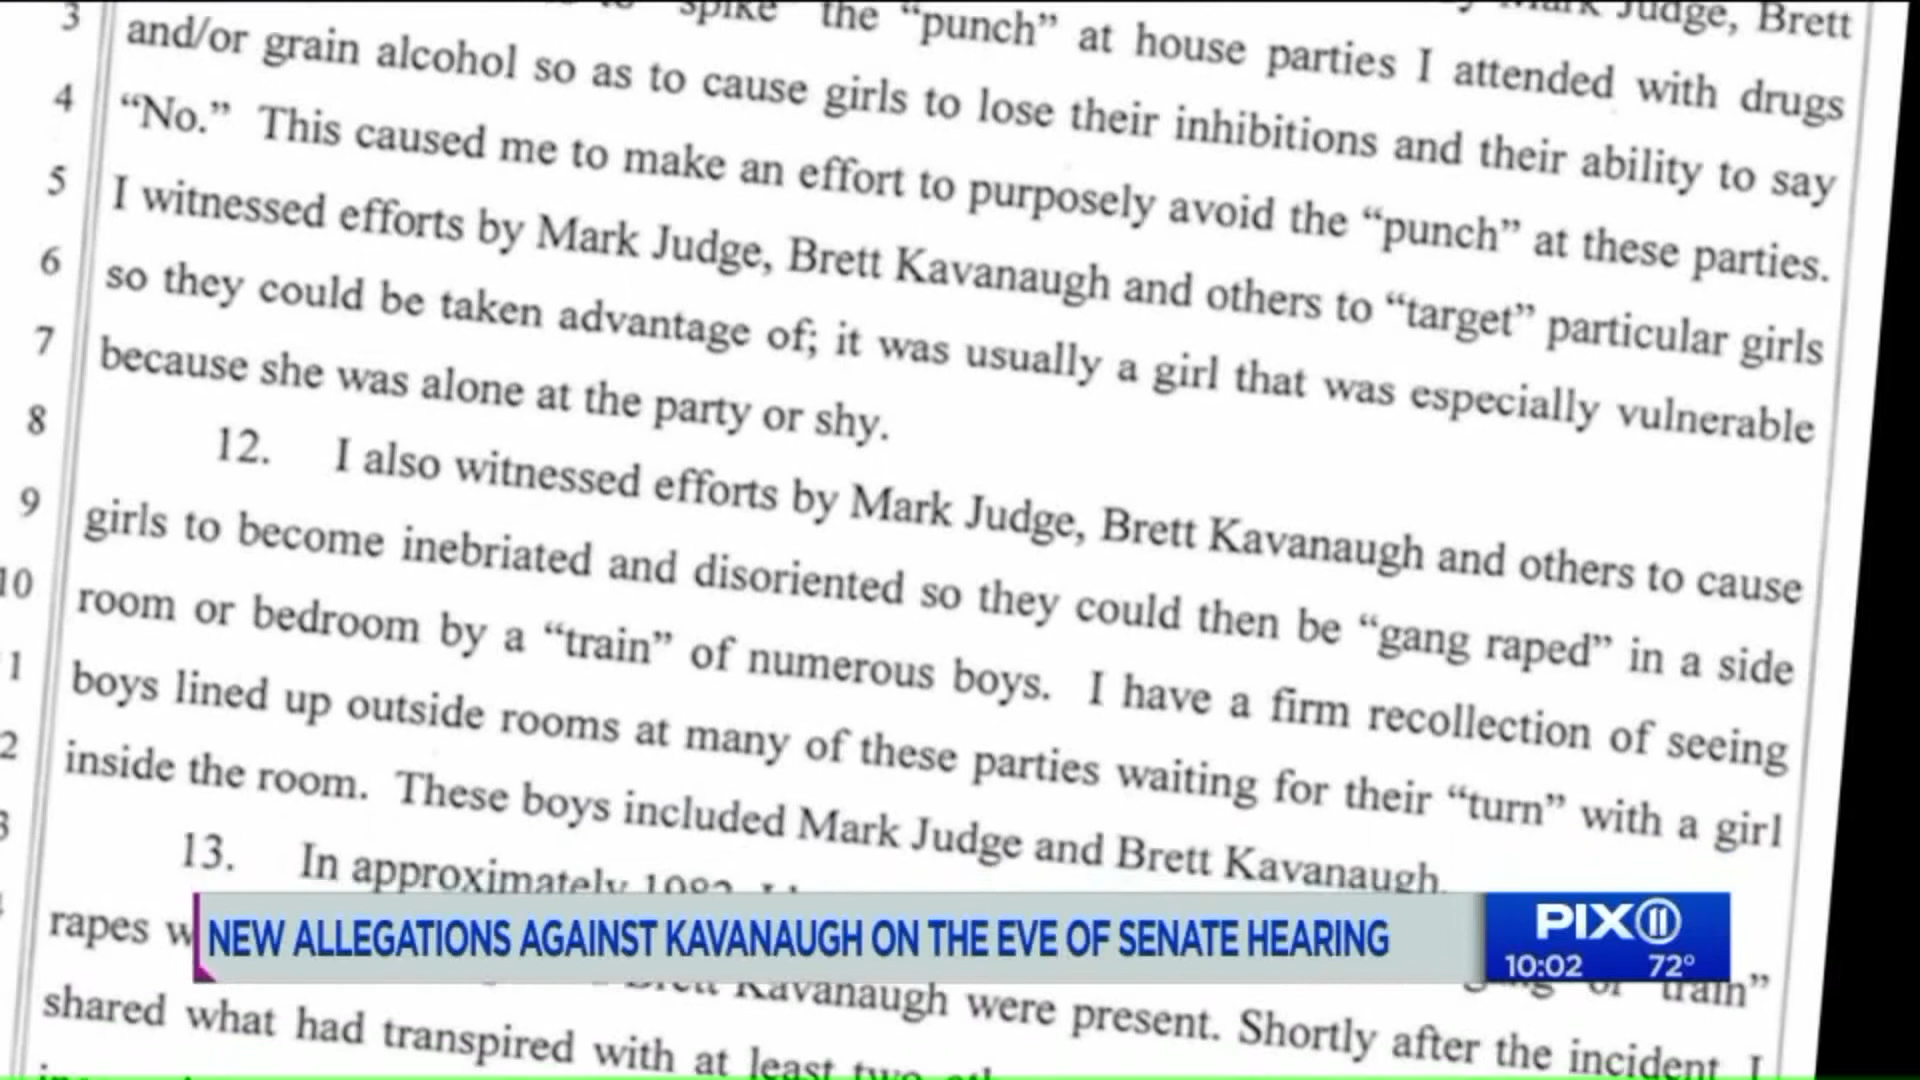 3 "spike" the "punch" at house parties I attended with drugs
Judge, Brett
4 and/or grain alcohol so as to cause girls to lose their inhibitions and their ability to say
5 "No." This caused me to make an effort to purposely avoid the "punch" at these parties.
6 I witnessed efforts by Mark Judge, Brett Kavanaugh and others to "target" particular girls
7 so they could be taken advantage of; it was usually a girl that was especially vulnerable
8 because she was alone at the party or shy.
9 12. I also witnessed efforts by Mark Judge, Brett Kavanaugh and others to cause
10 girls to become inebriated and disoriented so they could then be "gang raped" in a side
1 room or bedroom by a "train" of numerous boys. I have a firm recollection of seeing
2 boys lined up outside rooms at many of these parties waiting for their "turn" with a girl
3 inside the room. These boys included Mark Judge and Brett Kavanaugh.
13. In approximately
rapes
"train"
Kavanaugh were present. Shortly after the incident, I
shared what had transpired with at least two
NEW ALLEGATIONS AGAINST KAVANAUGH ON THE EVE OF SENATE HEARING
PIX11
10:02 72°